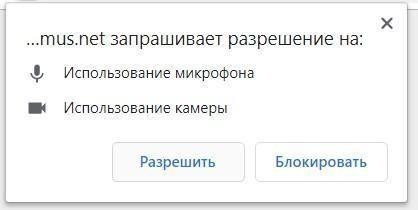 ...mus.net запрашивает разрешение на:
Использование микрофона
Использование камеры
Разрешить
Блокировать